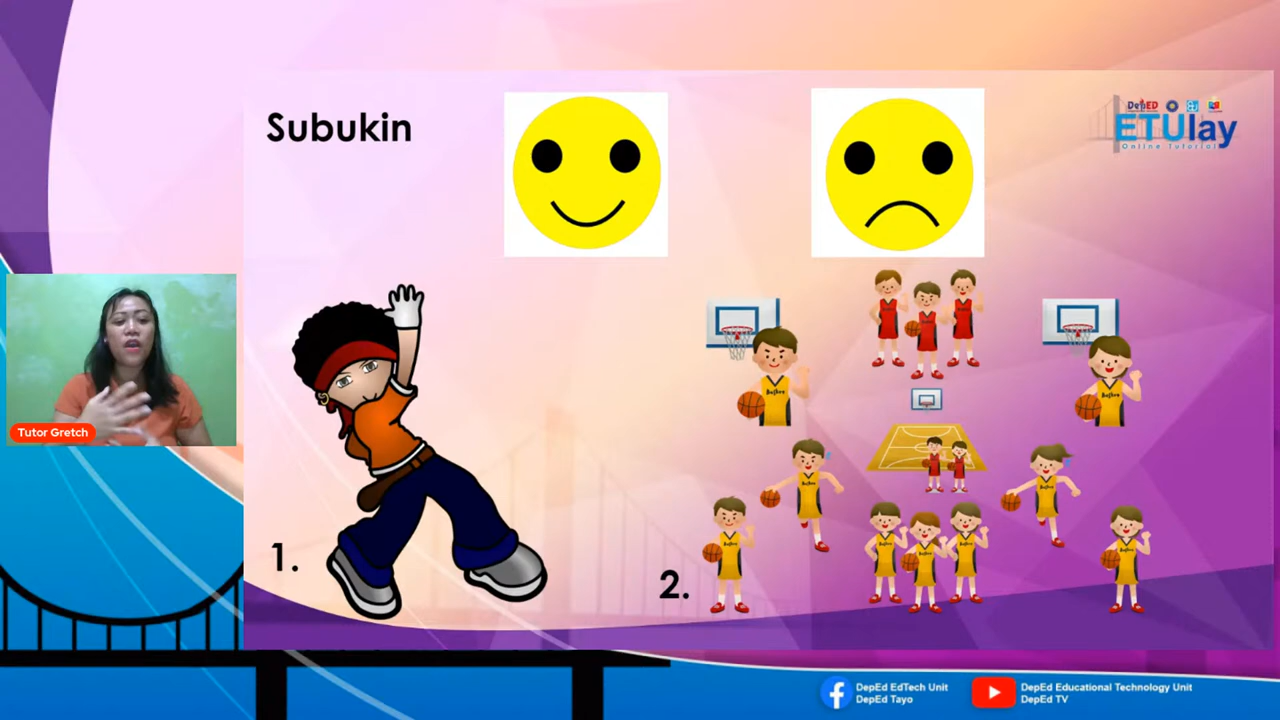 Subukin
DepED
ETUlay
Online Tutorial
Tutor Gretch
1.
2.
DepEd EdTech Unit
DepEd Tayo
DepEd Educational Technology Unit
DepEd TV